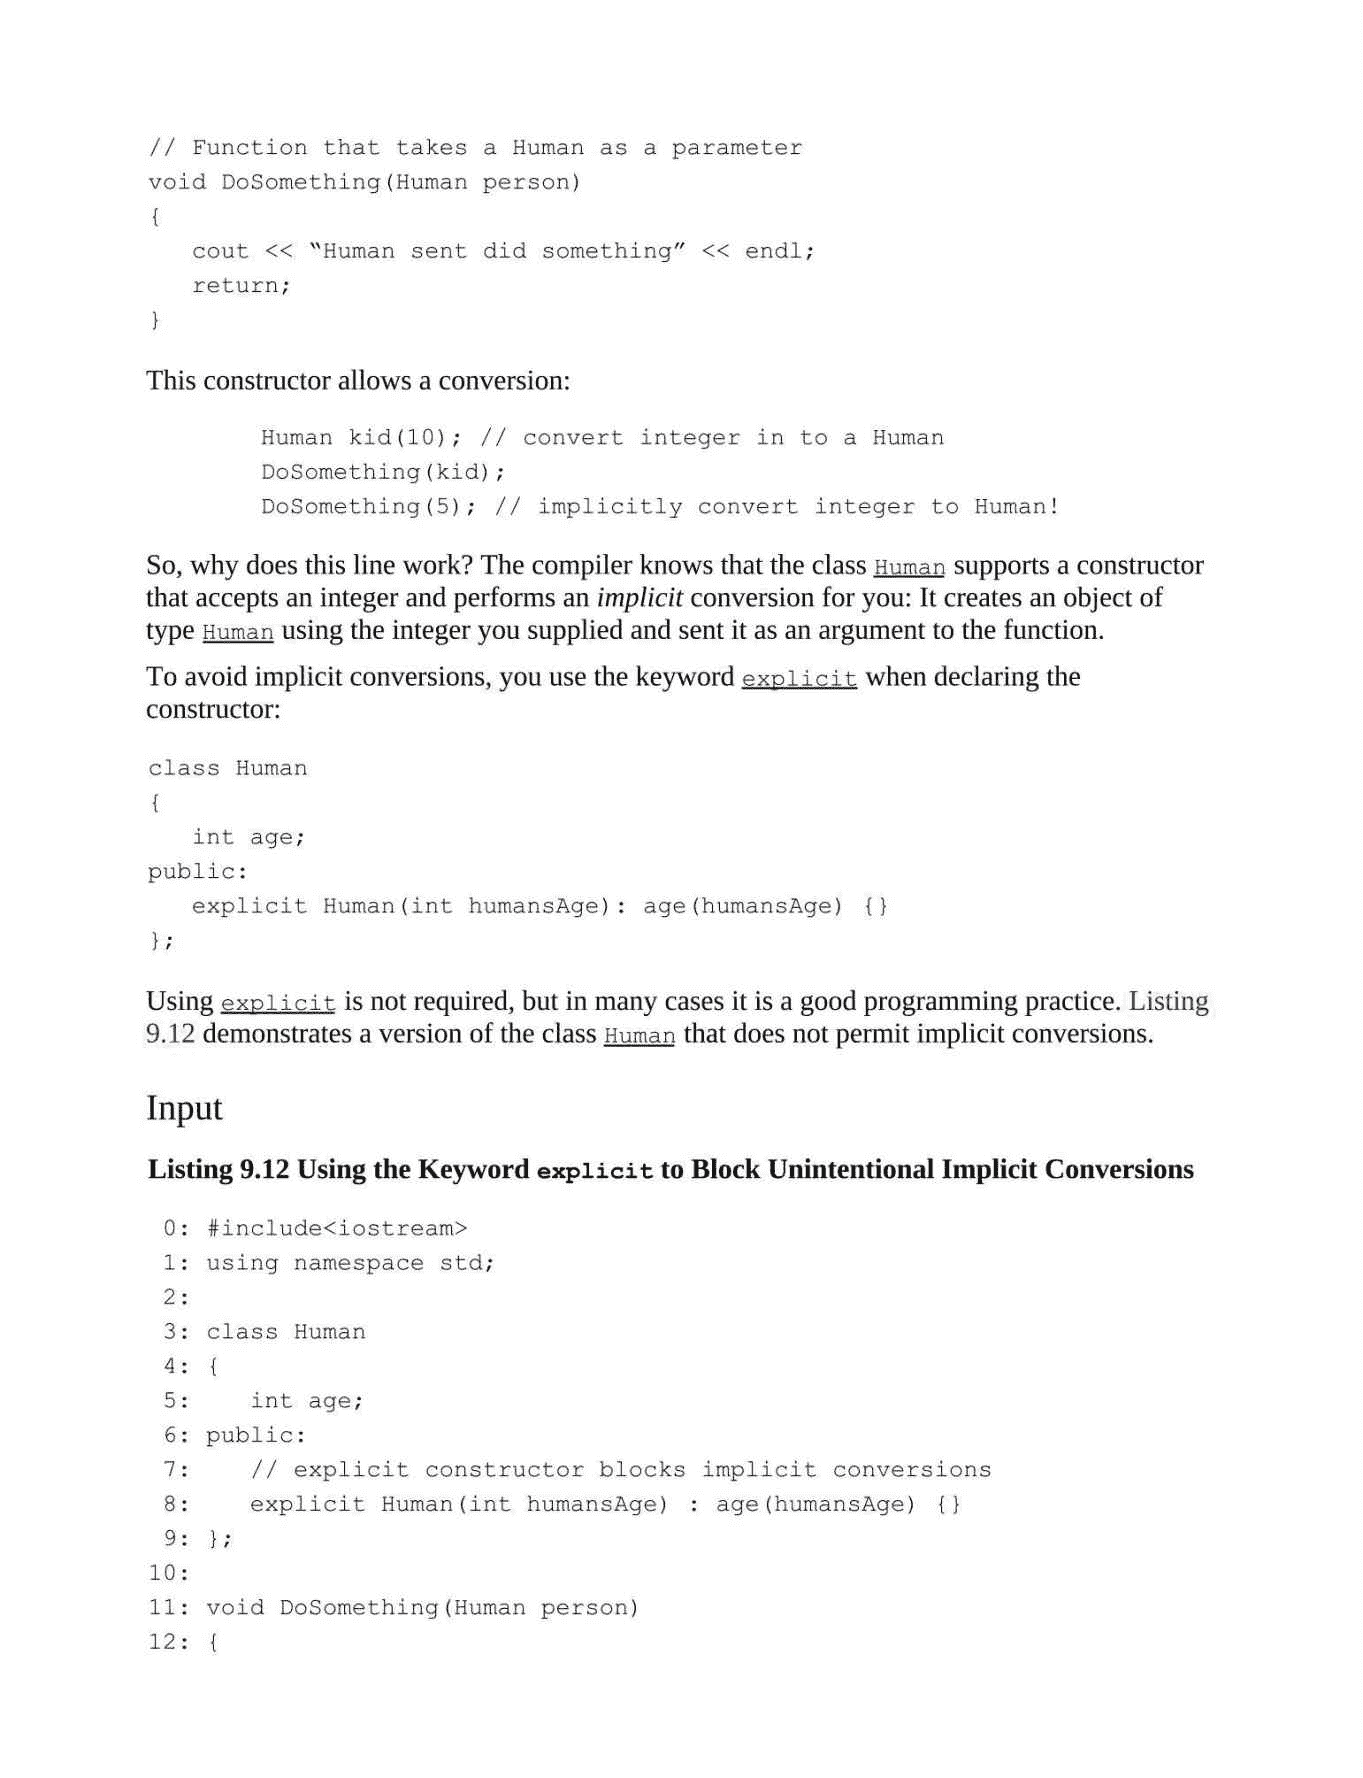 // Function that takes a Human as a parameter
void DoSomething(Human person)
{
   cout << “Human sent did something” << endl;
   return;
}
This constructor allows a conversion:
Human kid(10); // convert integer in to a Human
DoSomething(kid);
DoSomething(5); // implicitly convert integer to Human!
So, why does this line work? The compiler knows that the class Human supports a constructor
that accepts an integer and performs an implicit conversion for you: It creates an object of
type Human using the integer you supplied and sent it as an argument to the function.
To avoid implicit conversions, you use the keyword explicit when declaring the
constructor:
class Human
{
   int age;
public:
   explicit Human(int humansAge): age(humansAge) {}
};
Using explicit is not required, but in many cases it is a good programming practice. Listing
9.12 demonstrates a version of the class Human that does not permit implicit conversions.
Input
Listing 9.12 Using the Keyword explicit to Block Unintentional Implicit Conversions
0: #include<iostream>
1: using namespace std;
2:
3: class Human
4: {
5:    int age;
6: public:
7:    // explicit constructor blocks implicit conversions
8:    explicit Human(int humansAge) : age(humansAge) {}
9: };
10:
11: void DoSomething(Human person)
12: {